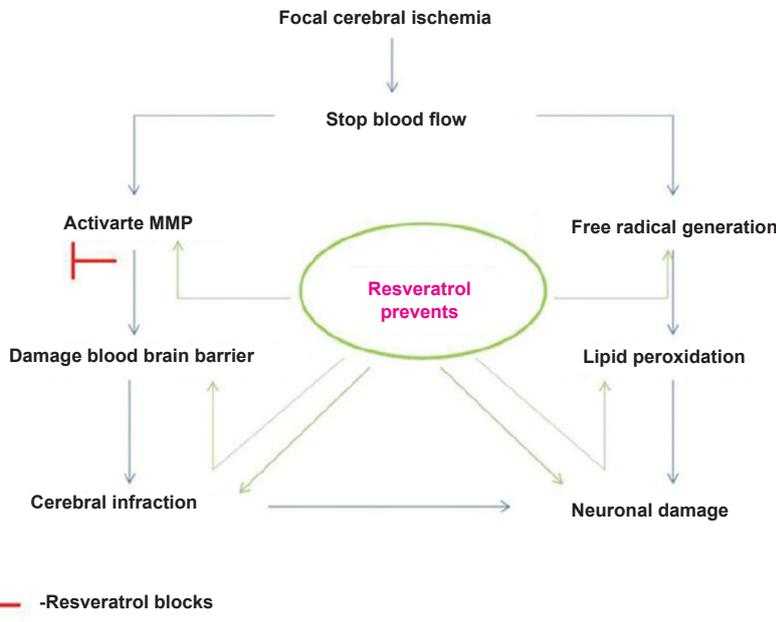 Focal cerebral ischemia
Stop blood flow
Activarte MMP
Free radical generation
Resveratrol
prevents
Damage blood brain barrier
Lipid peroxidation
Cerebral infraction
Neuronal damage
-Resveratrol blocks